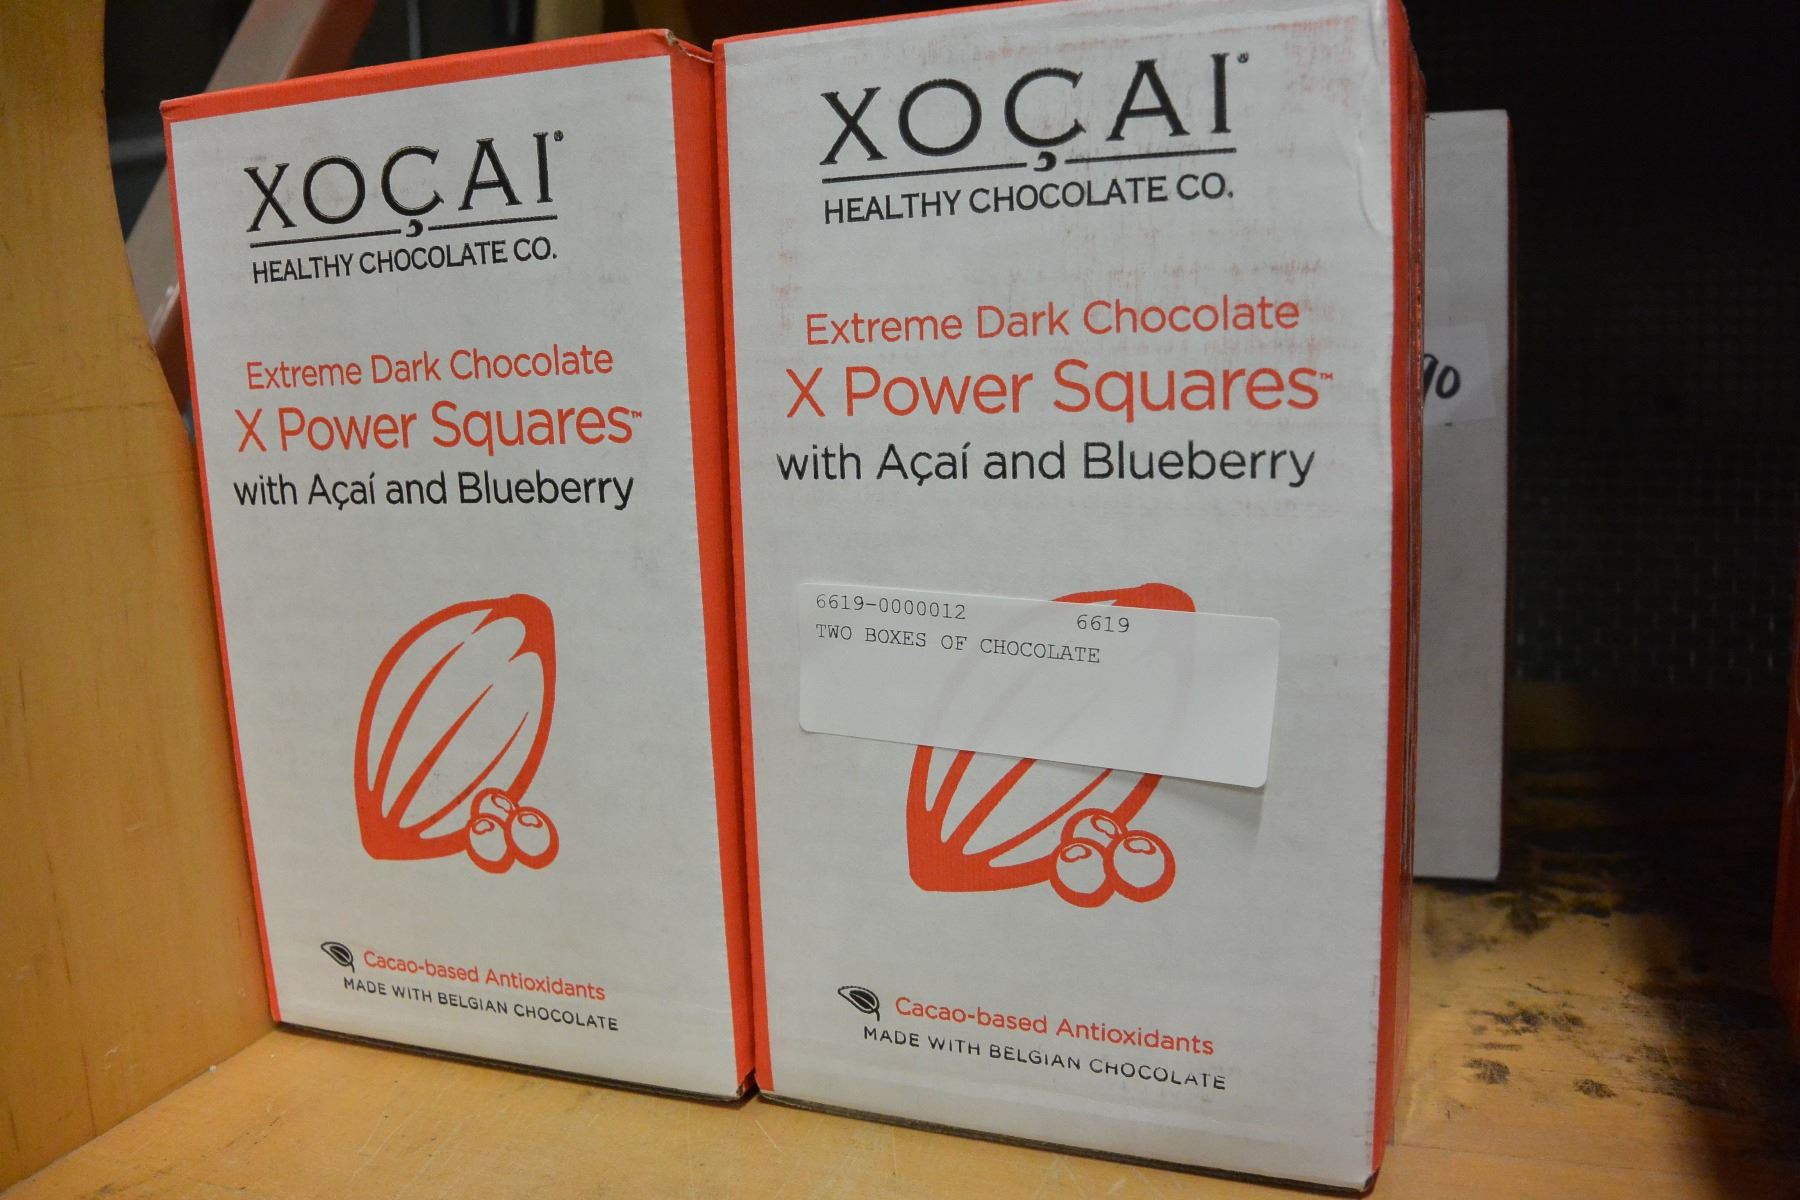 XOÇAI®
HEALTHY CHOCOLATE CO.
Extreme Dark Chocolate
X Power Squares™
with Açaí and Blueberry
Cacao-based Antioxidants
MADE WITH BELGIAN CHOCOLATE
XOÇAI®
HEALTHY CHOCOLATE CO.
Extreme Dark Chocolate
X Power Squares™
with Açaí and Blueberry
6619-0000012 6619
TWO BOXES OF CHOCOLATE
Cacao-based Antioxidants
MADE WITH BELGIAN CHOCOLATE